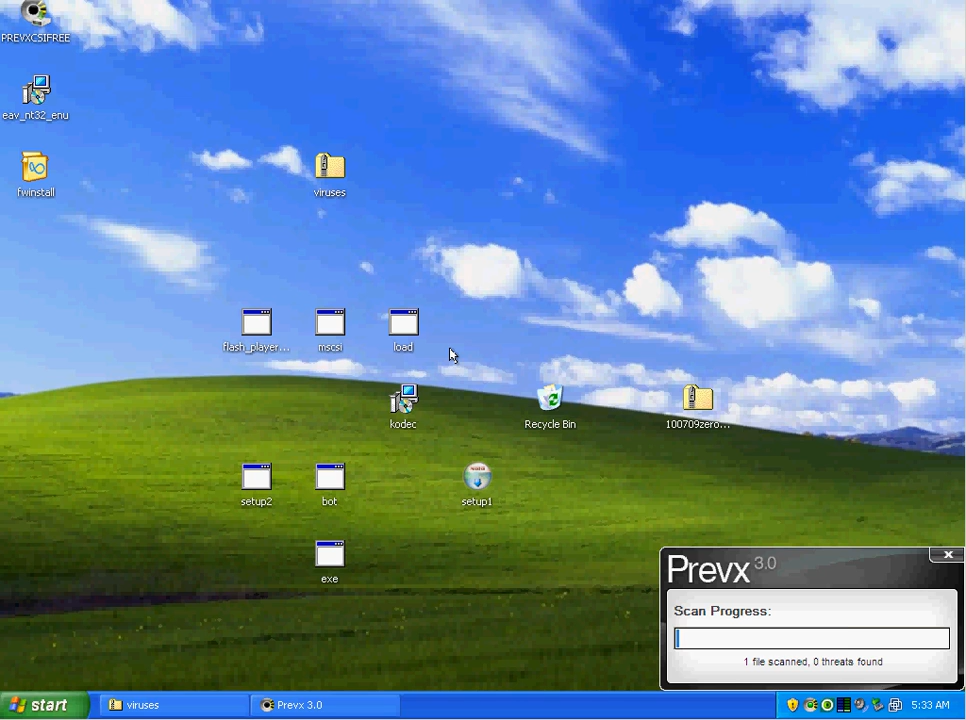 PREVXCSIFREE
eav_nt32_enu
fwinstall
viruses
flash_player...
mscsi
load
kodec
Recycle Bin
100709zero...
setup2
bot
setup1
exe
Prevx 3.0
Scan Progress:
1 file scanned, 0 threats found
start
viruses
Prevx 3.0
5:33 AM